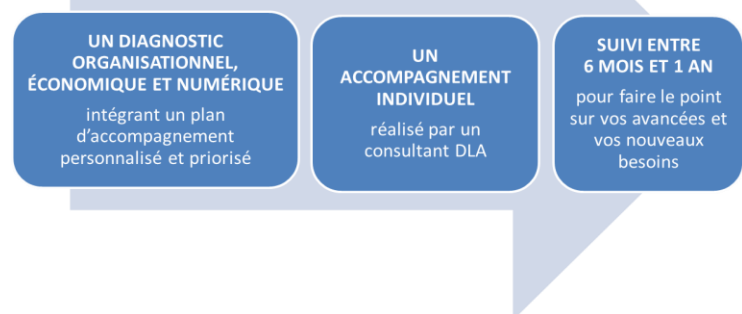 UN DIAGNOSTIC
ORGANISATIONNEL,
ÉCONOMIQUE ET NUMÉRIQUE
intégrant un plan
d'accompagnement
personnalisé et priorisé
UN
ACCOMPAGNEMENT
INDIVIDUEL
réalisé par un
consultant DLA
SUIVI ENTRE
6 MOIS ET 1 AN
pour faire le point
sur vos avancées et
vos nouveaux
besoins